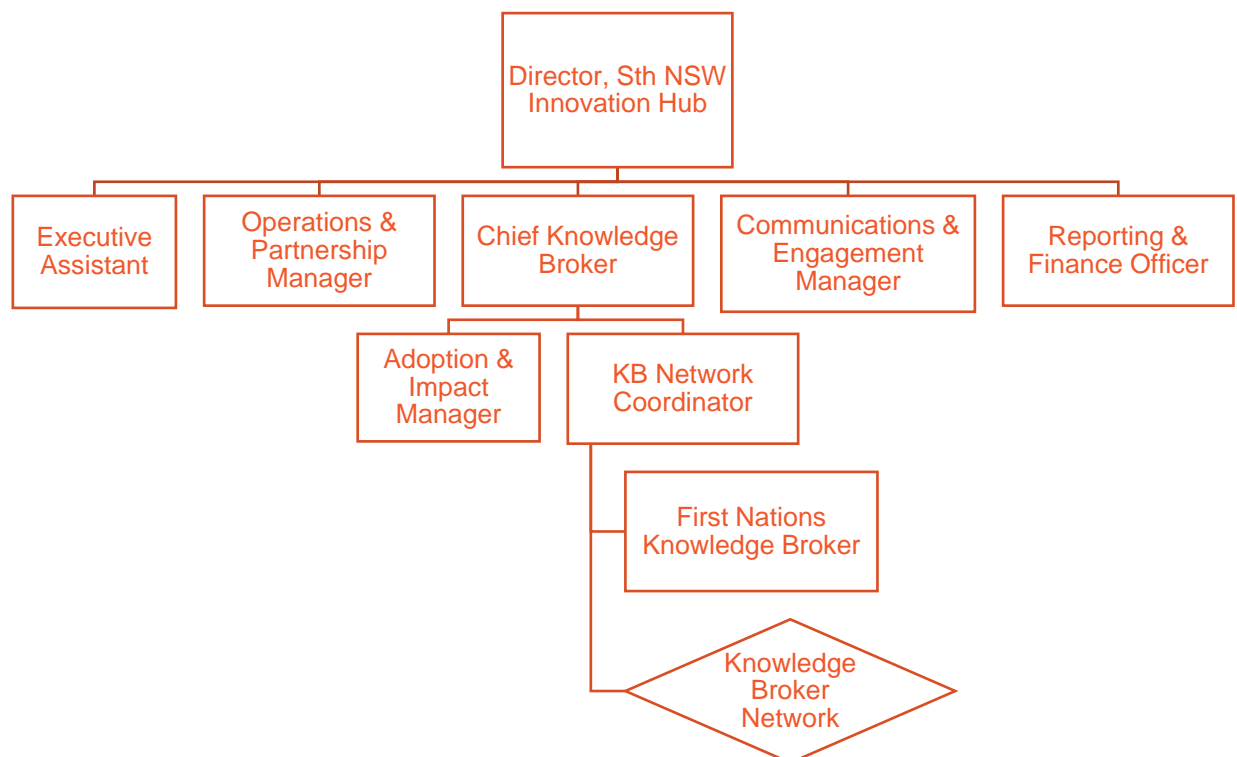 Director, Sth NSW
Innovation Hub
Executive
Assistant
Operations &
Partnership
Manager
Chief Knowledge
Broker
Communications &
Engagement
Manager
Reporting &
Finance Officer
Adoption &
Impact
Manager
KB Network
Coordinator
First Nations
Knowledge Broker
Knowledge
Broker
Network